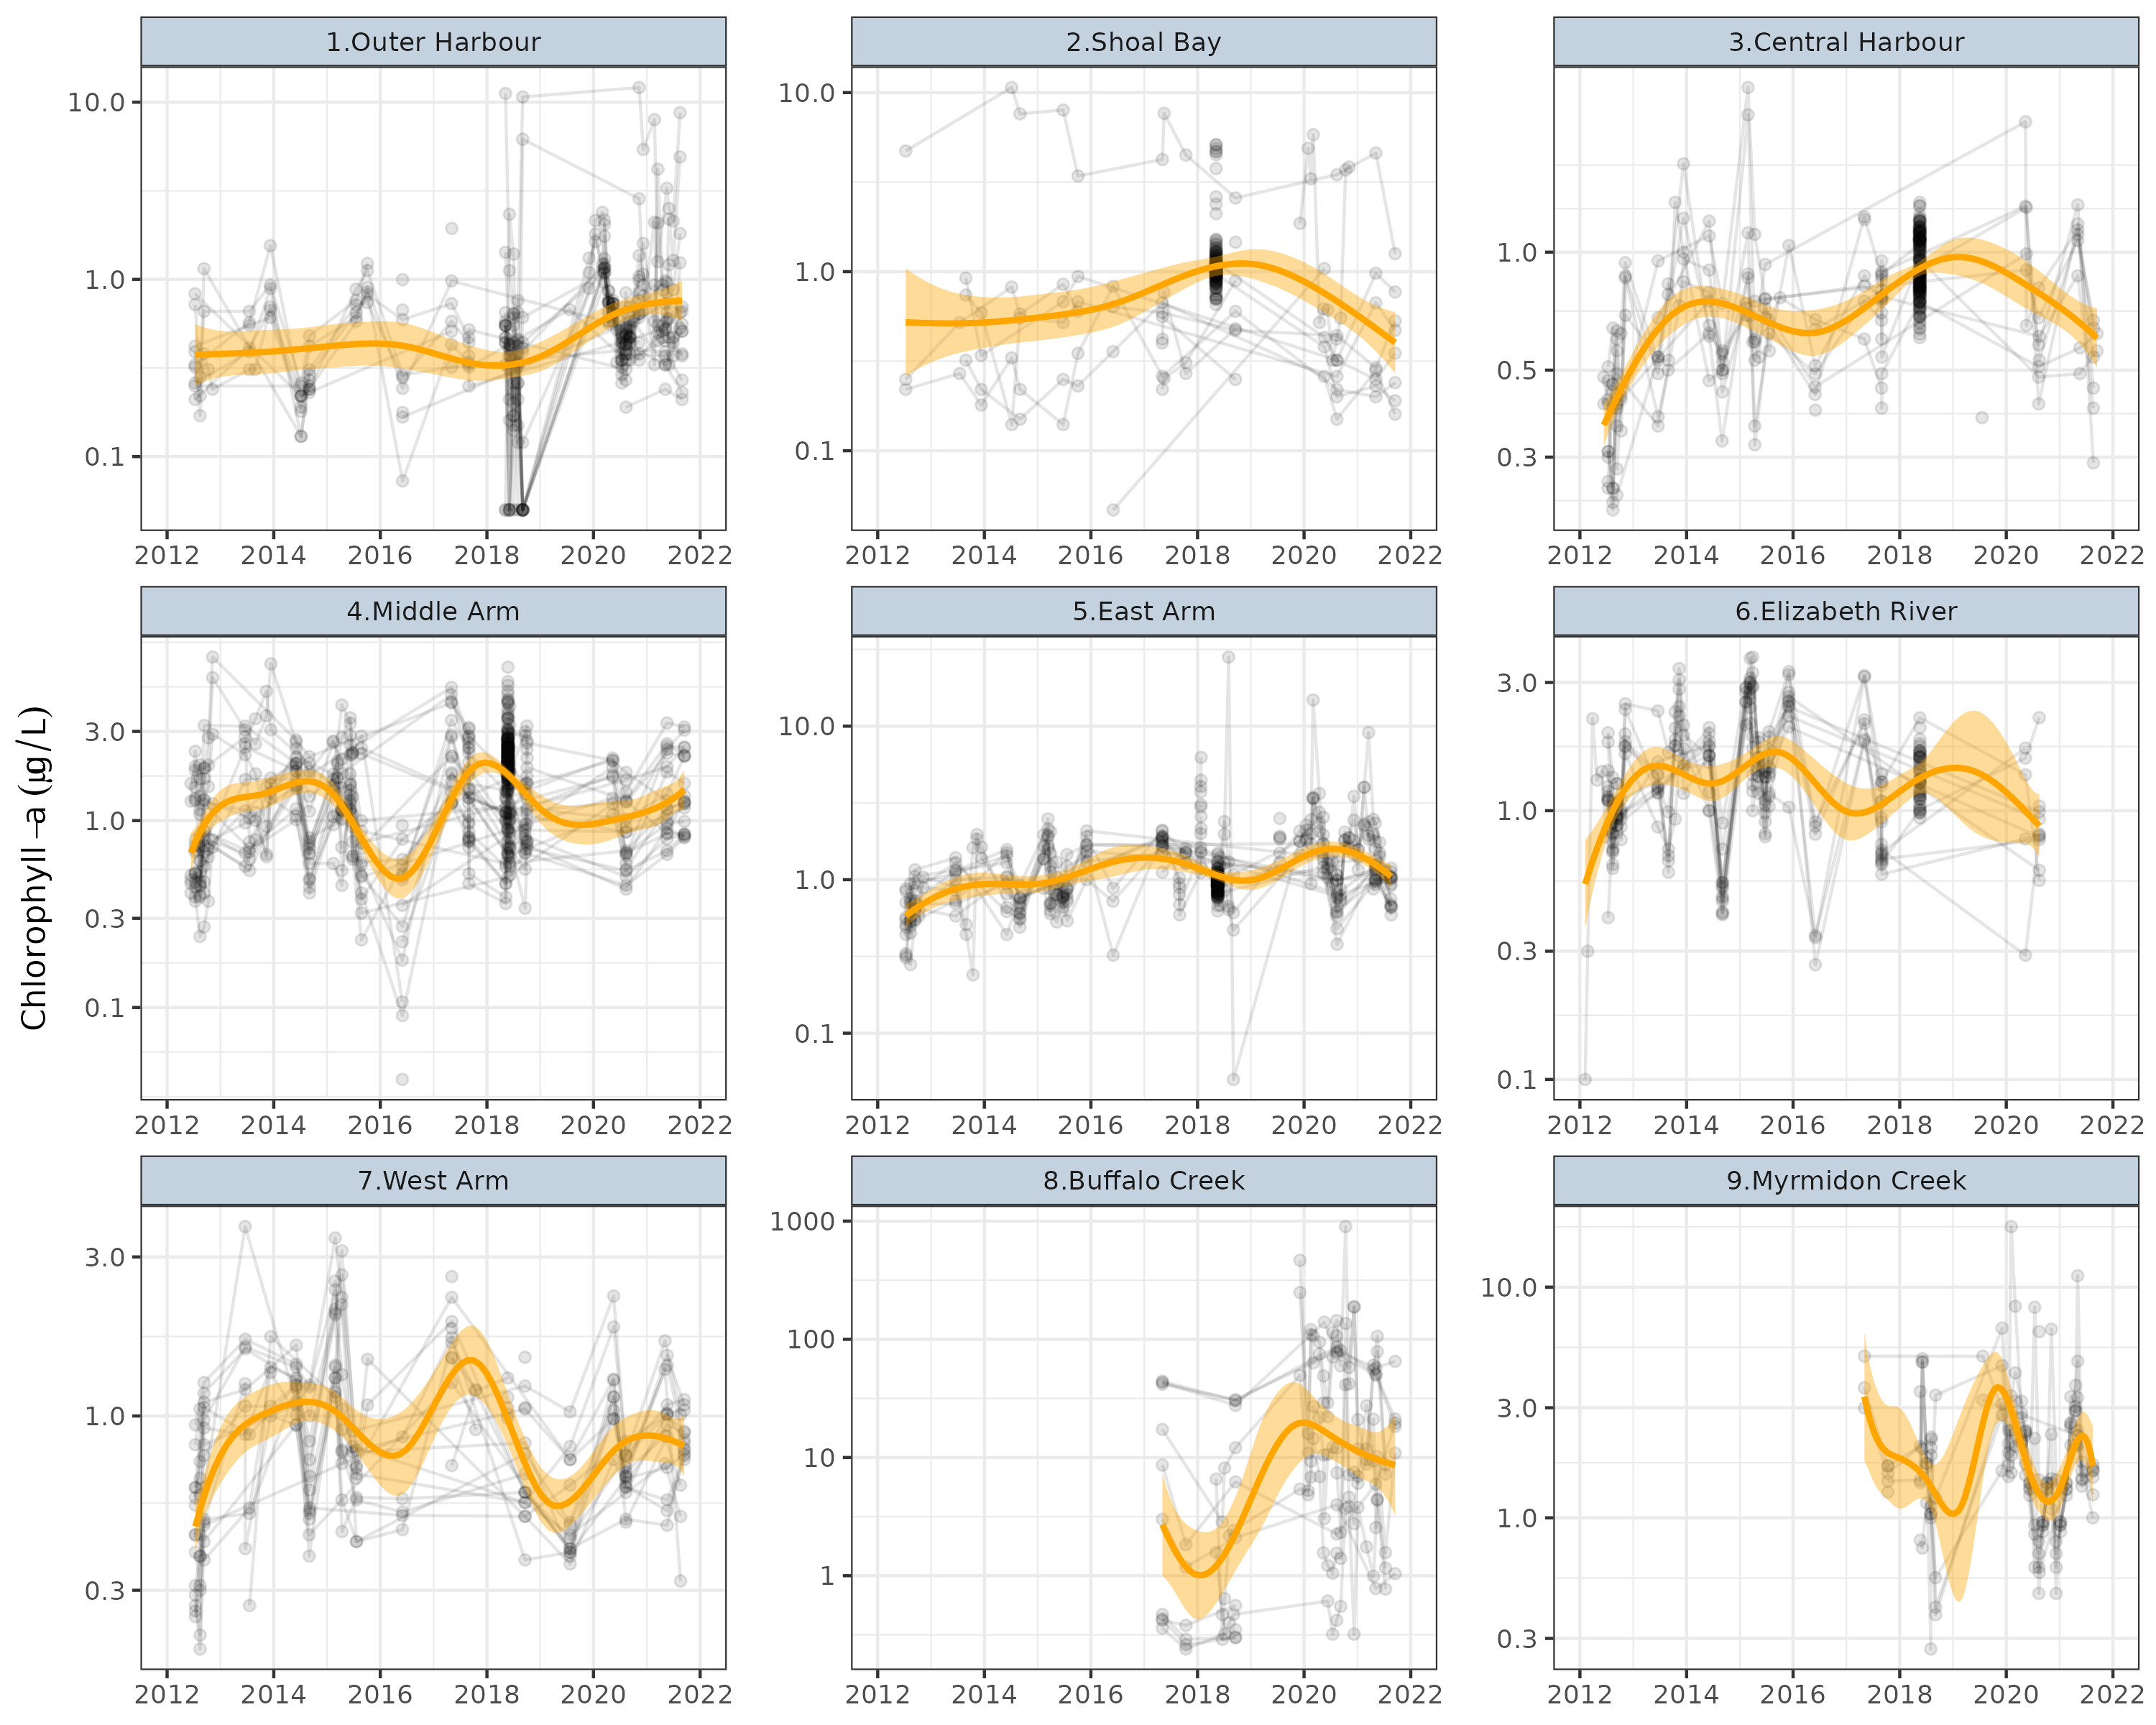 1.Outer Harbour
2.Shoal Bay
3.Central Harbour
10.0
1.0
0.1
10.0
1.0
0.1
1.0
0.5
0.3
2012 2014 2016 2018 2020 2022
2012 2014 2016 2018 2020 2022
2012 2014 2016 2018 2020 2022
Chlorophyll −a (μg/L)
4.Middle Arm
5.East Arm
6.Elizabeth River
3.0
1.0
0.3
0.1
10.0
1.0
0.1
3.0
1.0
0.3
0.1
2012 2014 2016 2018 2020 2022
2012 2014 2016 2018 2020 2022
2012 2014 2016 2018 2020 2022
7.West Arm
8.Buffalo Creek
9.Myrmidon Creek
3.0
1.0
0.3
1000
100
10
1
10.0
3.0
1.0
0.3
2012 2014 2016 2018 2020 2022
2012 2014 2016 2018 2020 2022
2012 2014 2016 2018 2020 2022